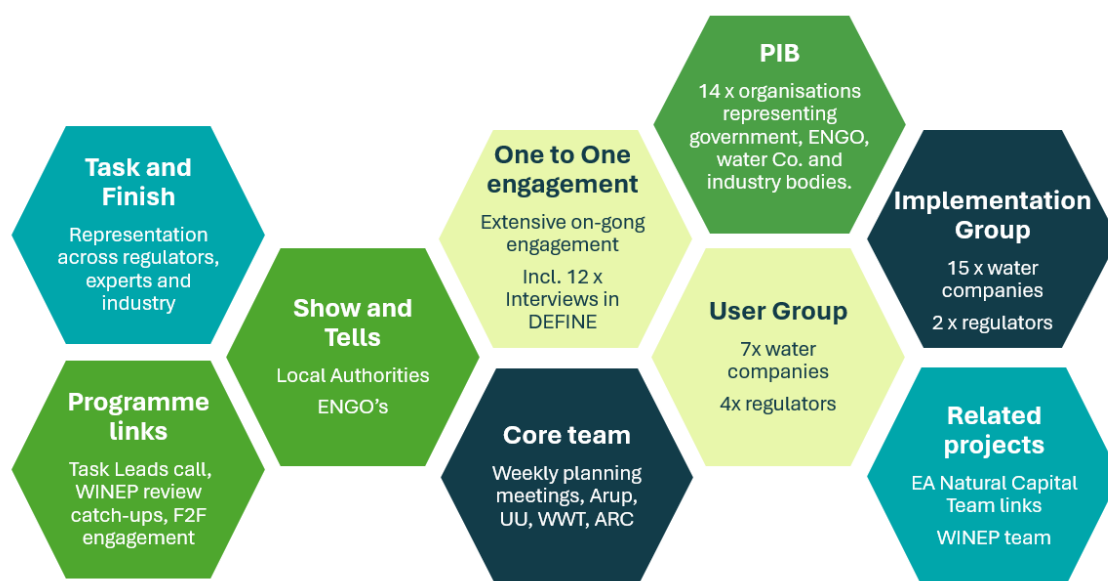 Task and
Finish
Representation
across regulators,
experts and
industry
Programme
links
Task Leads call,
WINEP review
catch-ups, F2F
engagement
Show and
Tells
Local Authorities
ENGO’s
One to One
engagement
Extensive on-gong
engagement
Incl. 12 x
Interviews in
DEFINE
Core team
Weekly planning
meetings, Arup,
UU, WWT, ARC
PIB
14 x organisations
representing
government, ENGO,
water Co. and
industry bodies.
User Group
7x water
companies
4x regulators
Implementation
Group
15 x water
companies
2 x regulators
Related
projects
EA Natural Capital
Team links
WINEP team